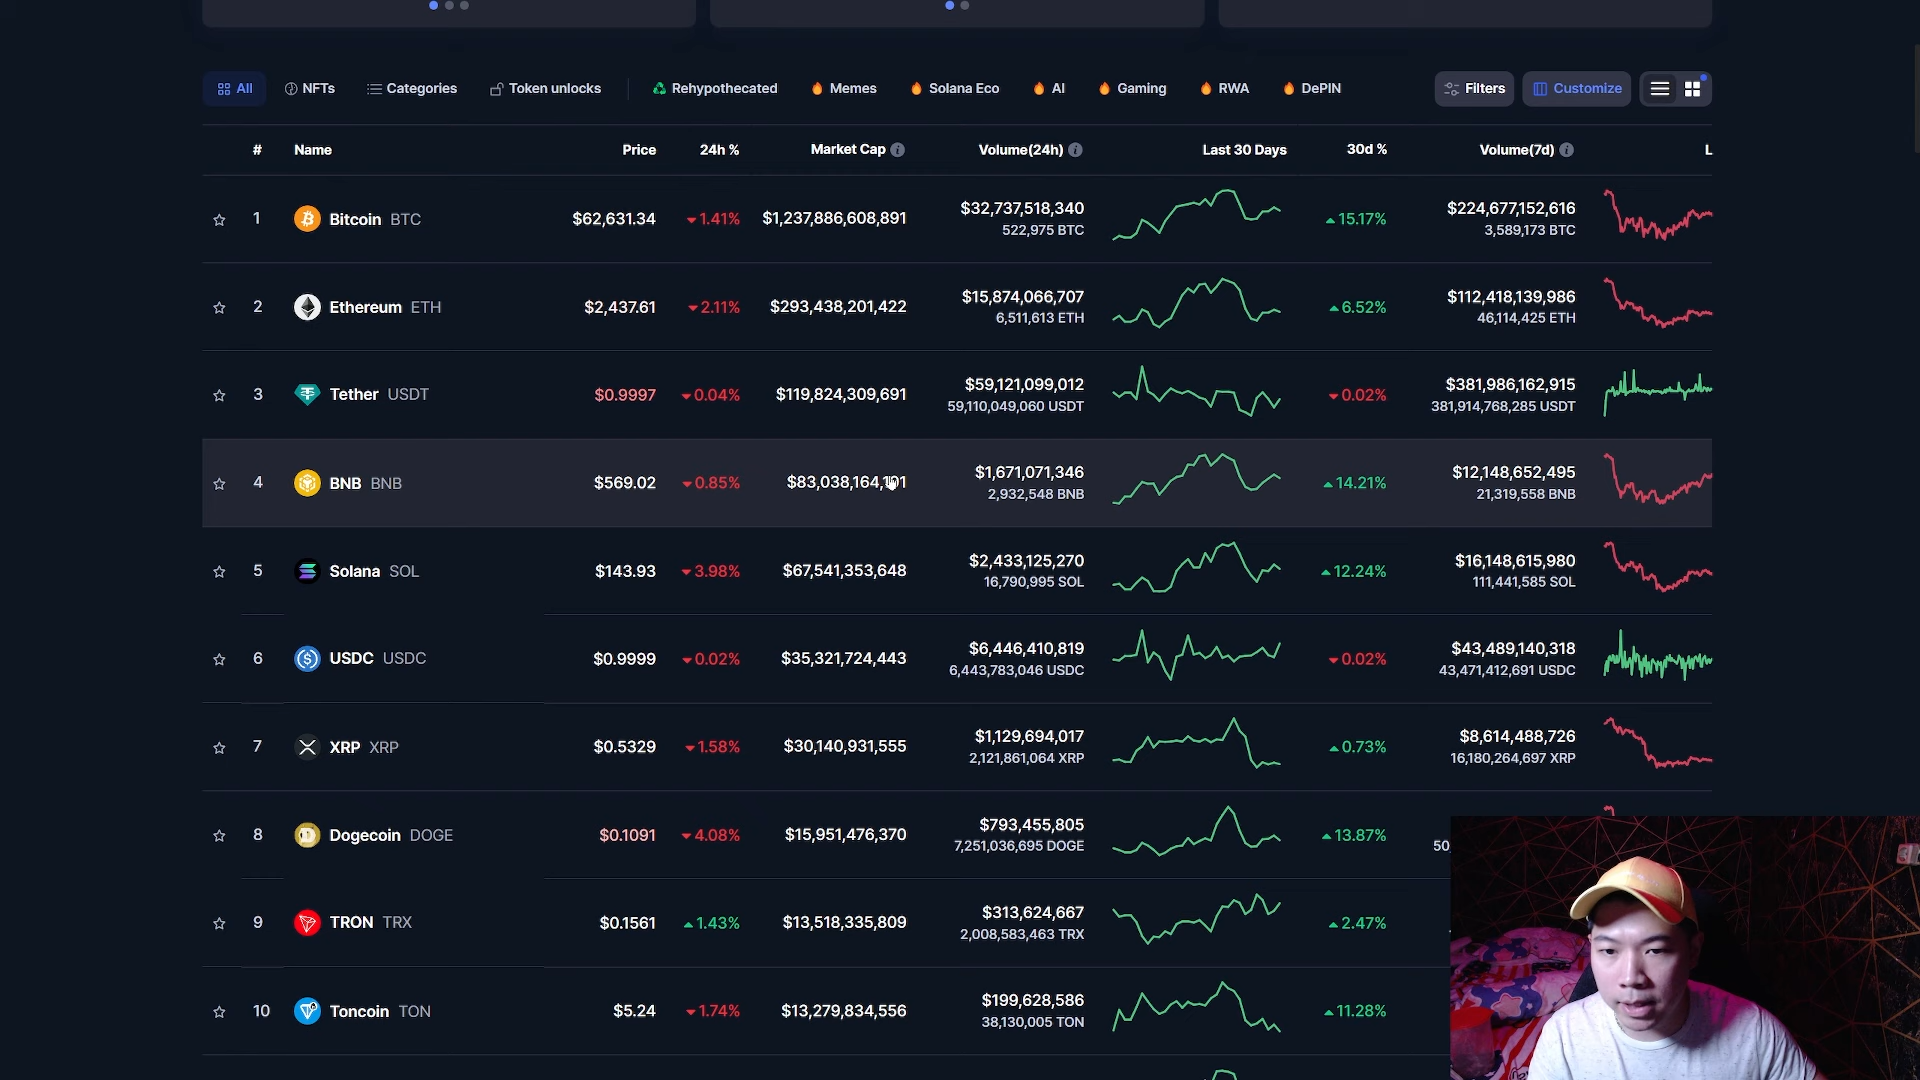 All NFTs Categories Token unlocks Rehypothecated Memes Solana Eco AI Gaming RWA DePIN Filters Customize
# Name Price 24h % Market Cap Volume(24h) Last 30 Days 30d % Volume(7d) L
1 Bitcoin BTC $62,631.34 1.41% $1,237,886,608,891 $32,737,518,340 15.17% $224,677,152,616
522,975 BTC 3,589,173 BTC
2 Ethereum ETH $2,437.61 2.11% $293,438,201,422 $15,874,066,707 6.52% $112,418,139,986
6,511,613 ETH 46,114,425 ETH
3 Tether USDT $0.9997 0.04% $119,824,309,691 $59,121,099,012 0.02% $381,986,162,915
59,110,049,060 USDT 381,914,768,285 USDT
4 BNB BNB $569.02 0.85% $83,038,164,101 $1,671,071,346 14.21% $12,148,652,495
2,932,548 BNB 21,319,558 BNB
5 Solana SOL $143.93 3.98% $67,541,353,648 $2,433,125,270 12.24% $16,148,615,980
16,790,995 SOL 111,441,585 SOL
6 USDC USDC $0.9999 0.02% $35,321,724,443 $6,446,410,819 0.02% $43,489,140,318
6,443,783,046 USDC 43,471,412,691 USDC
7 XRP XRP $0.5329 1.58% $30,140,931,555 $1,129,694,017 0.73% $8,614,488,726
2,121,861,064 XRP 16,180,264,697 XRP
8 Dogecoin DOGE $0.1091 4.08% $15,951,476,370 $793,455,805 13.87%
7,251,036,695 DOGE 50,
9 TRON TRX $0.1561 1.43% $13,518,335,809 $313,624,667 2.47%
2,008,583,463 TRX
10 Toncoin TON $5.24 1.74% $13,279,834,556 $199,628,586 11.28%
38,130,005 TON